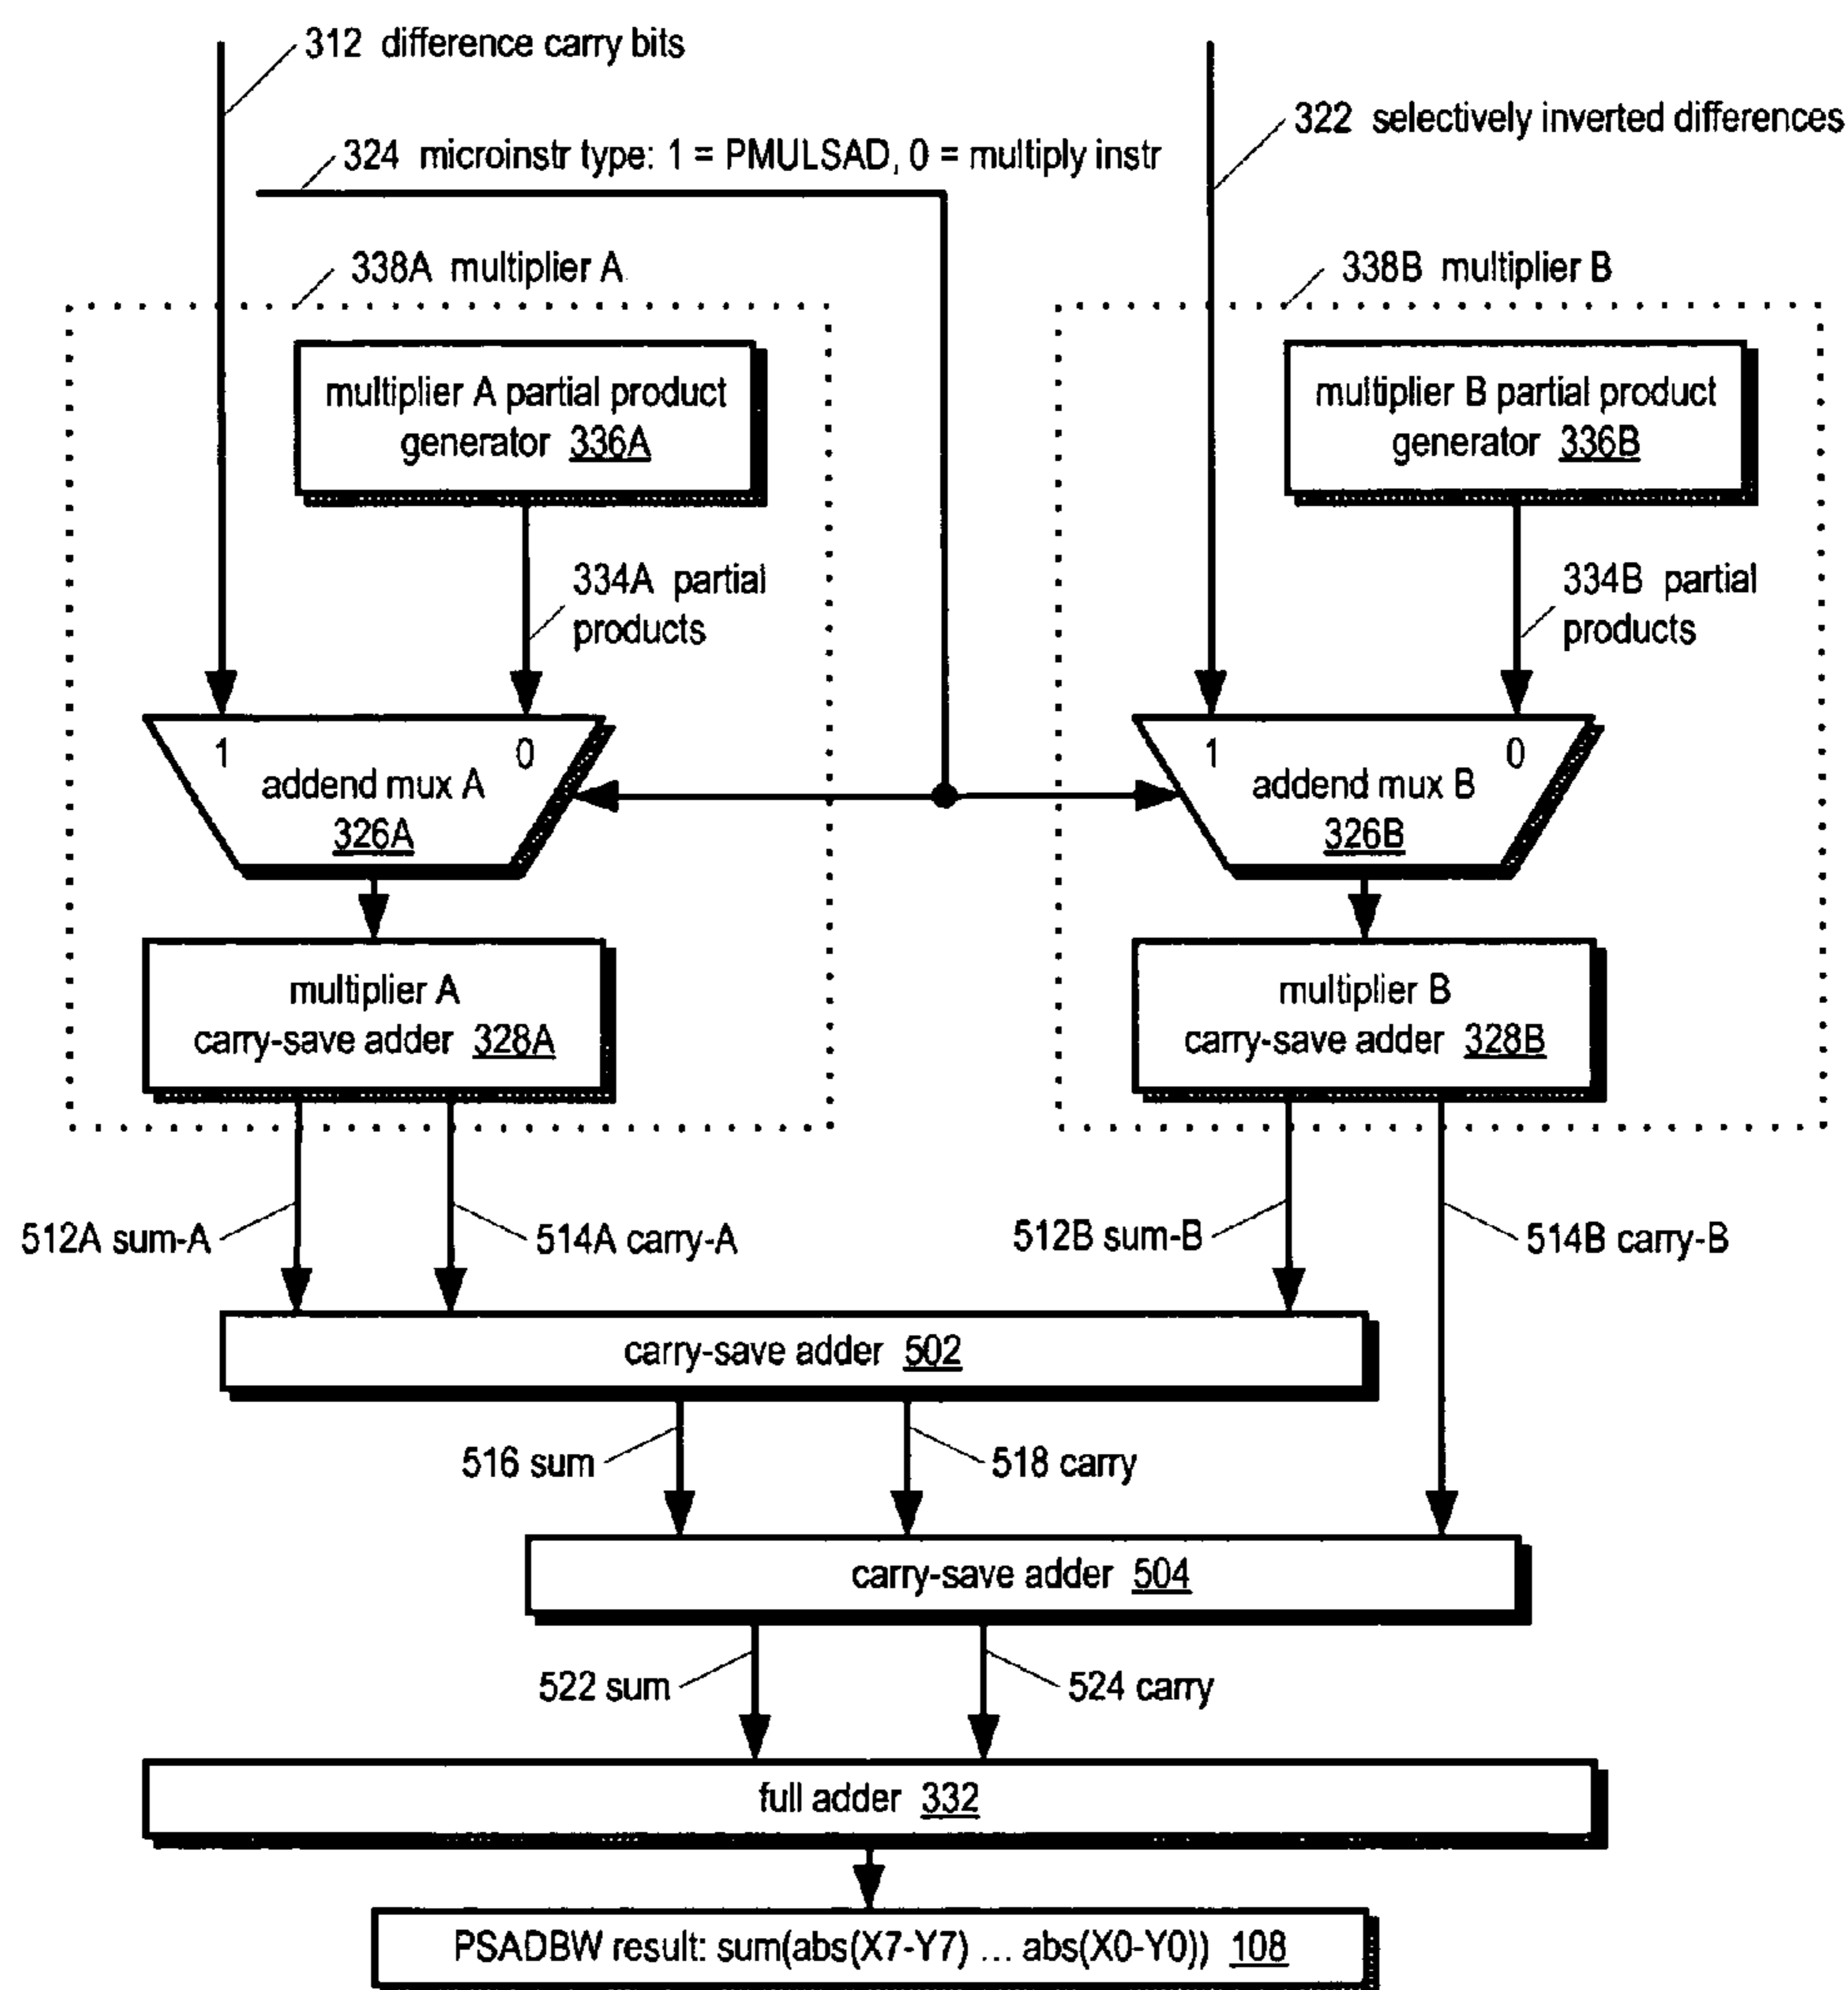 312 difference carry bits
322 selectively inverted differences
324 microinstr type: 1 = PMULSAD, 0 = multiply instr
338A multiplier A
338B multiplier B
multiplier A partial product
generator 336A
multiplier B partial product
generator 336B
334A partial
products
334B partial
products
1 0
addend mux A
326A
1 0
addend mux B
326B
multiplier A
carry-save adder 328A
multiplier B
carry-save adder 328B
512A sum-A
514A carry-A
512B sum-B
514B carry-B
carry-save adder 502
516 sum
518 carry
carry-save adder 504
522 sum
524 carry
full adder 332
PSADBW result: sum(abs(X7-Y7) ... abs(X0-Y0)) 108